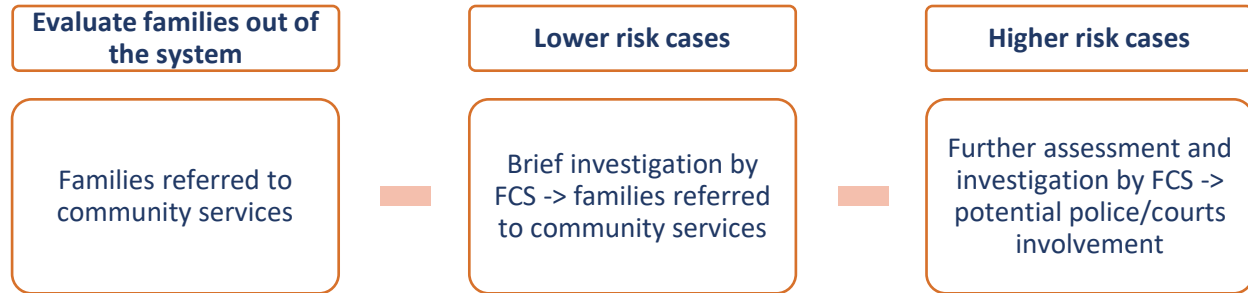 Evaluate families out of
the system
Lower risk cases
Higher risk cases
Families referred to
community services
Brief investigation by
FCS -> families referred
to community services
Further assessment and
investigation by FCS ->
potential police/courts
involvement